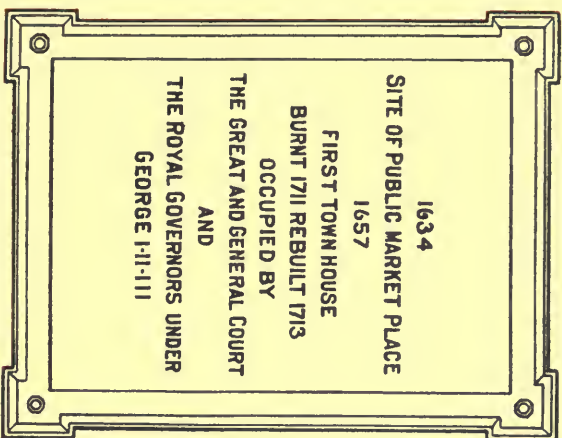 1634
SITE OF PUBLIC MARKET PLACE
1657
FIRST TOWN HOUSE
BURNT 1711 REBUILT 1713
OCCUPIED BY
THE GREAT AND GENERAL COURT
AND
THE ROYAL GOVERNORS UNDER
GEORGE I-II-III